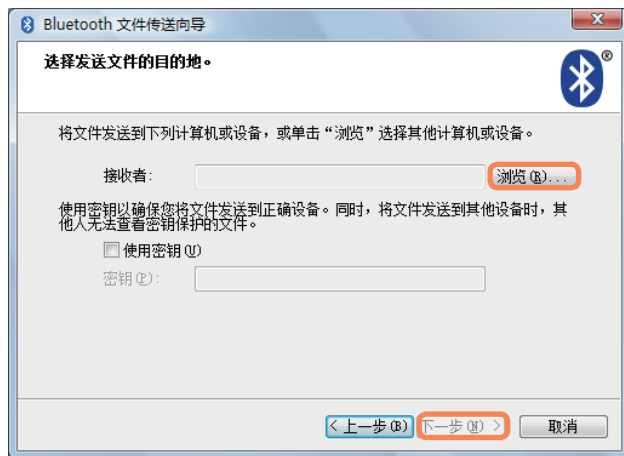 Bluetooth 文件传送向导
选择发送文件的目的地。
®
将文件发送到下列计算机或设备，或单击“浏览”选择其他计算机或设备。
接收者:
浏览(R)...
使用密钥以确保您将文件发送到正确设备。同时，将文件发送到其他设备时，其
他人无法查看密钥保护的文件。
使用密钥(U)
密钥(P):
< 上一步(B)
下一步(N) >
取消